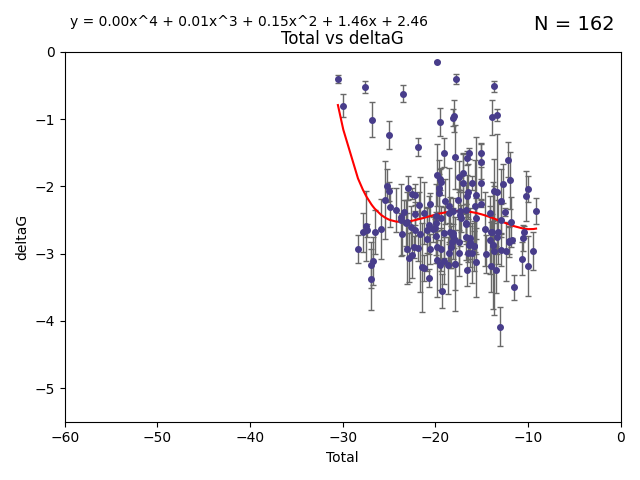 y = 0.00x^4 + 0.01x^3 + 0.15x^2 + 1.46x + 2.46
N = 162
Total vs deltaG
0
−1
−2
−3
−4
−5
deltaG
−60 −50 −40 −30 −20 −10 0
Total